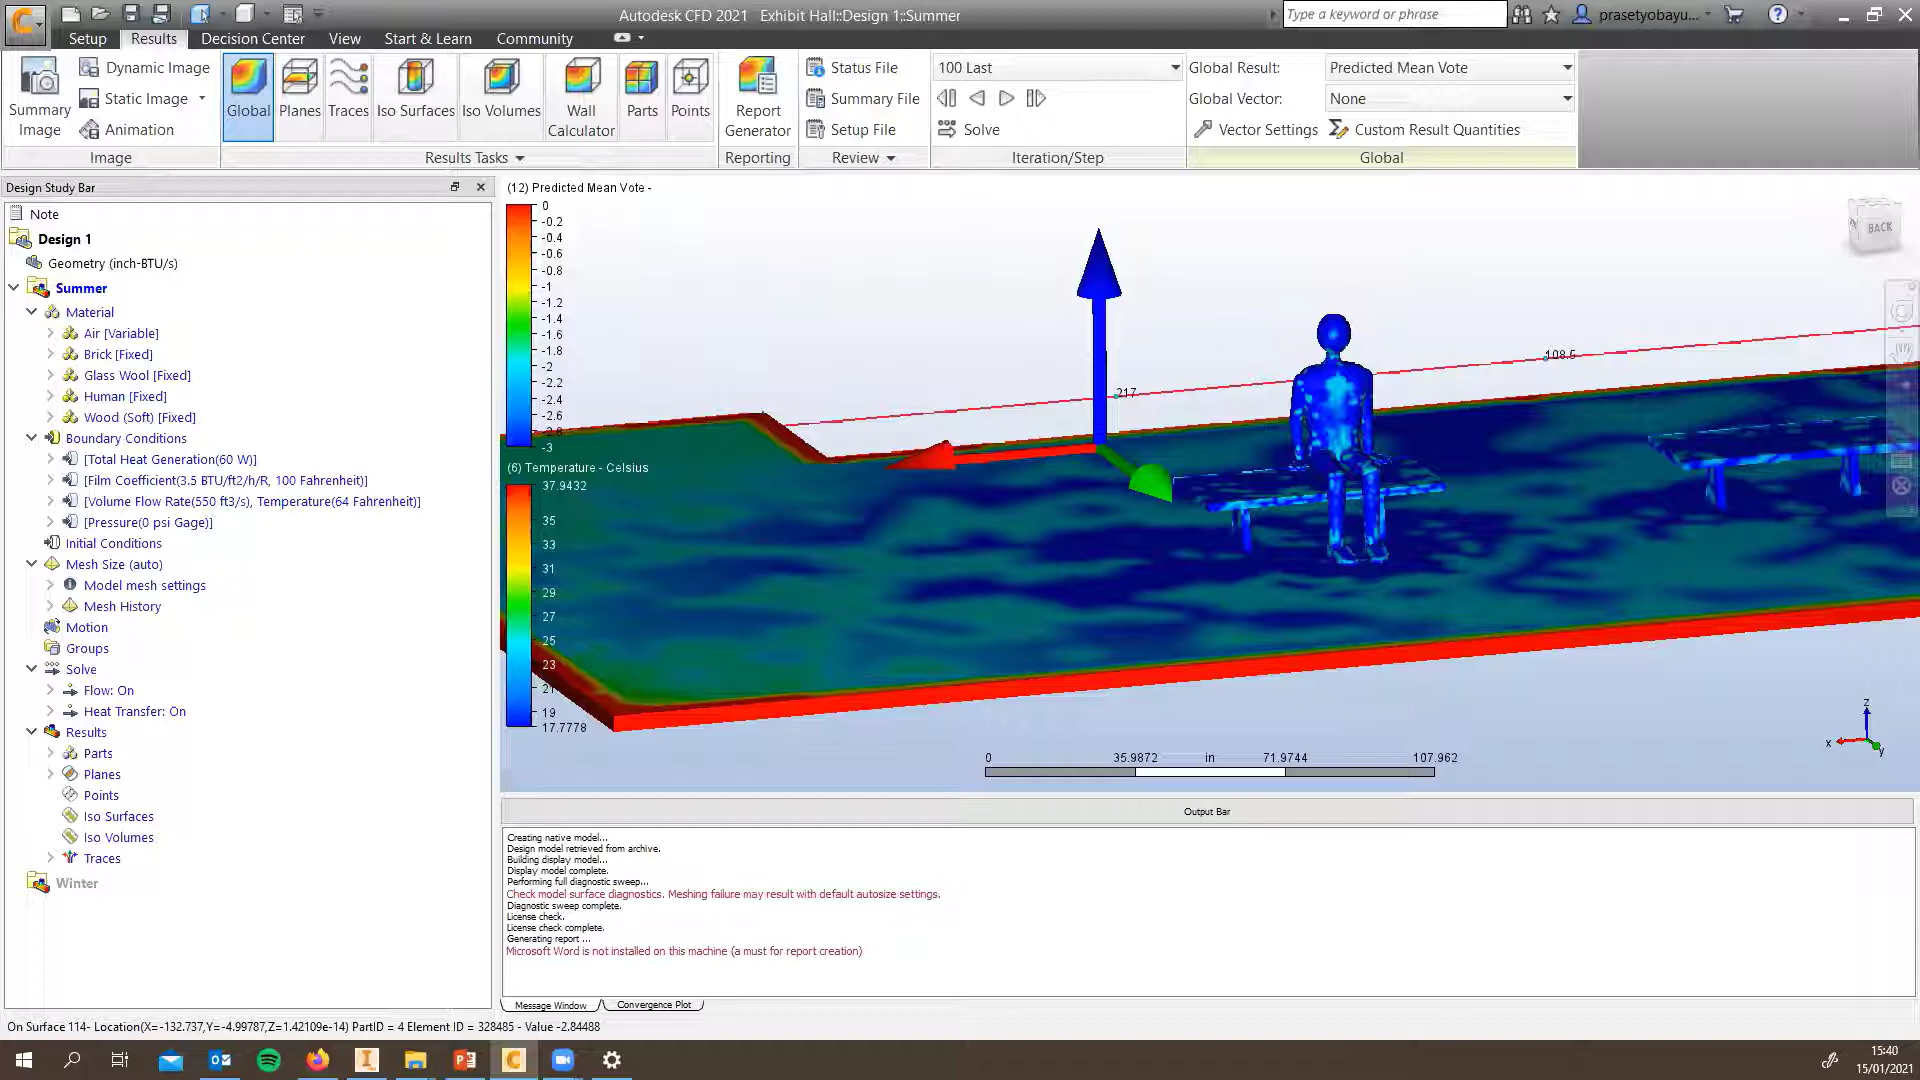 Autodesk CFD 2021   Exhibit Hall::Design 1::Summer
Type a keyword or phrase
prasetyobayu...
Setup
Results
Decision Center
View
Start & Learn
Community
Summary Image
Dynamic Image
Static Image
Animation
Image
Global
Planes
Traces
Iso Surfaces
Iso Volumes
Wall Calculator
Parts
Points
Results Tasks
Report Generator
Reporting
Status File
Summary File
Setup File
Review
100 Last
Solve
Iteration/Step
Global Result:
Predicted Mean Vote
Global Vector:
None
Vector Settings
Custom Result Quantities
Global
Design Study Bar
Note
Design 1
Geometry (inch-BTU/s)
Summer
Material
Air [Variable]
Brick [Fixed]
Glass Wool [Fixed]
Human [Fixed]
Wood (Soft) [Fixed]
Boundary Conditions
[Total Heat Generation(60 W)]
[Film Coefficient(3.5 BTU/ft2/h/R, 100 Fahrenheit)]
[Volume Flow Rate(550 ft3/s), Temperature(64 Fahrenheit)]
[Pressure(0 psi Gage)]
Initial Conditions
Mesh Size (auto)
Model mesh settings
Mesh History
Motion
Groups
Solve
Flow: On
Heat Transfer: On
Results
Parts
Planes
Points
Iso Surfaces
Iso Volumes
Traces
Winter
(12) Predicted Mean Vote -
0
-0.2
-0.4
-0.6
-0.8
-1
-1.2
-1.4
-1.6
-1.8
-2
-2.2
-2.4
-2.6
-2.8
-3
(6) Temperature - Celsius
37.9432
35
33
31
29
27
25
23
21
19
17.7778
217
108.5
BACK
z
x
y
0
35.9872
in
71.9744
107.962
Output Bar
Creating native model...
Design model retrieved from archive.
Building display model...
Display model complete.
Performing full diagnostic sweep...
Check model surface diagnostics. Meshing failure may result with default autosize settings.
Diagnostic sweep complete.
License check.
License check complete.
Generating report ...
Microsoft Word is not installed on this machine (a must for report creation)
Message Window
Convergence Plot
On Surface 114- Location(X=-132.737,Y=-4.99787,Z=1.42109e-14) PartID = 4 Element ID = 328485 - Value -2.84488
15:40
15/01/2021